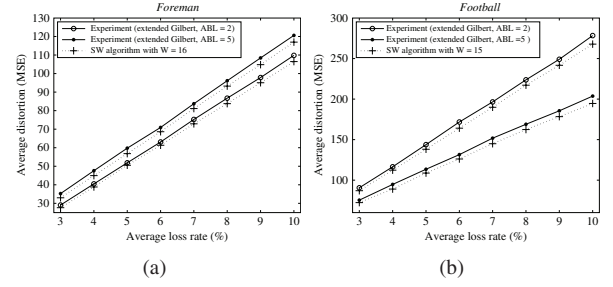 Foreman
Experiment (extended Gilbert, ABL = 2)
Experiment (extended Gilbert, ABL = 5)
SW algorithm with W = 16
130
120
110
100
90
80
70
60
50
40
30
Average distortion (MSE)
3 4 5 6 7 8 9 10
Average loss rate (%)
(a)
Football
Experiment (extended Gilbert, ABL = 2)
Experiment (extended Gilbert, ABL =5 )
SW algorithm with W = 15
300
250
200
150
100
Average distortion (MSE)
3 4 5 6 7 8 9 10
Average loss rate (%)
(b)